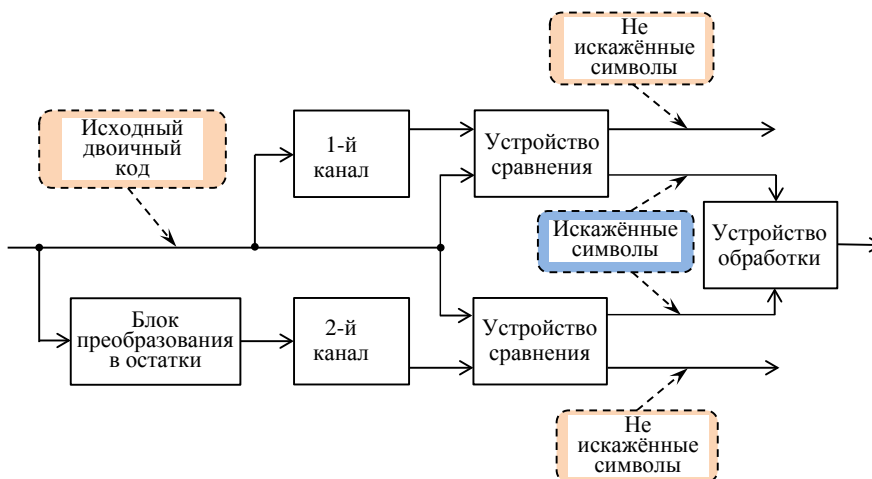 Не
искажённые
символы
Исходный
двоичный
код
1-й
канал
Устройство
сравнения
Искажённые
символы
Устройство
обработки
Блок
преобразования
в остатки
2-й
канал
Устройство
сравнения
Не
искажённые
символы